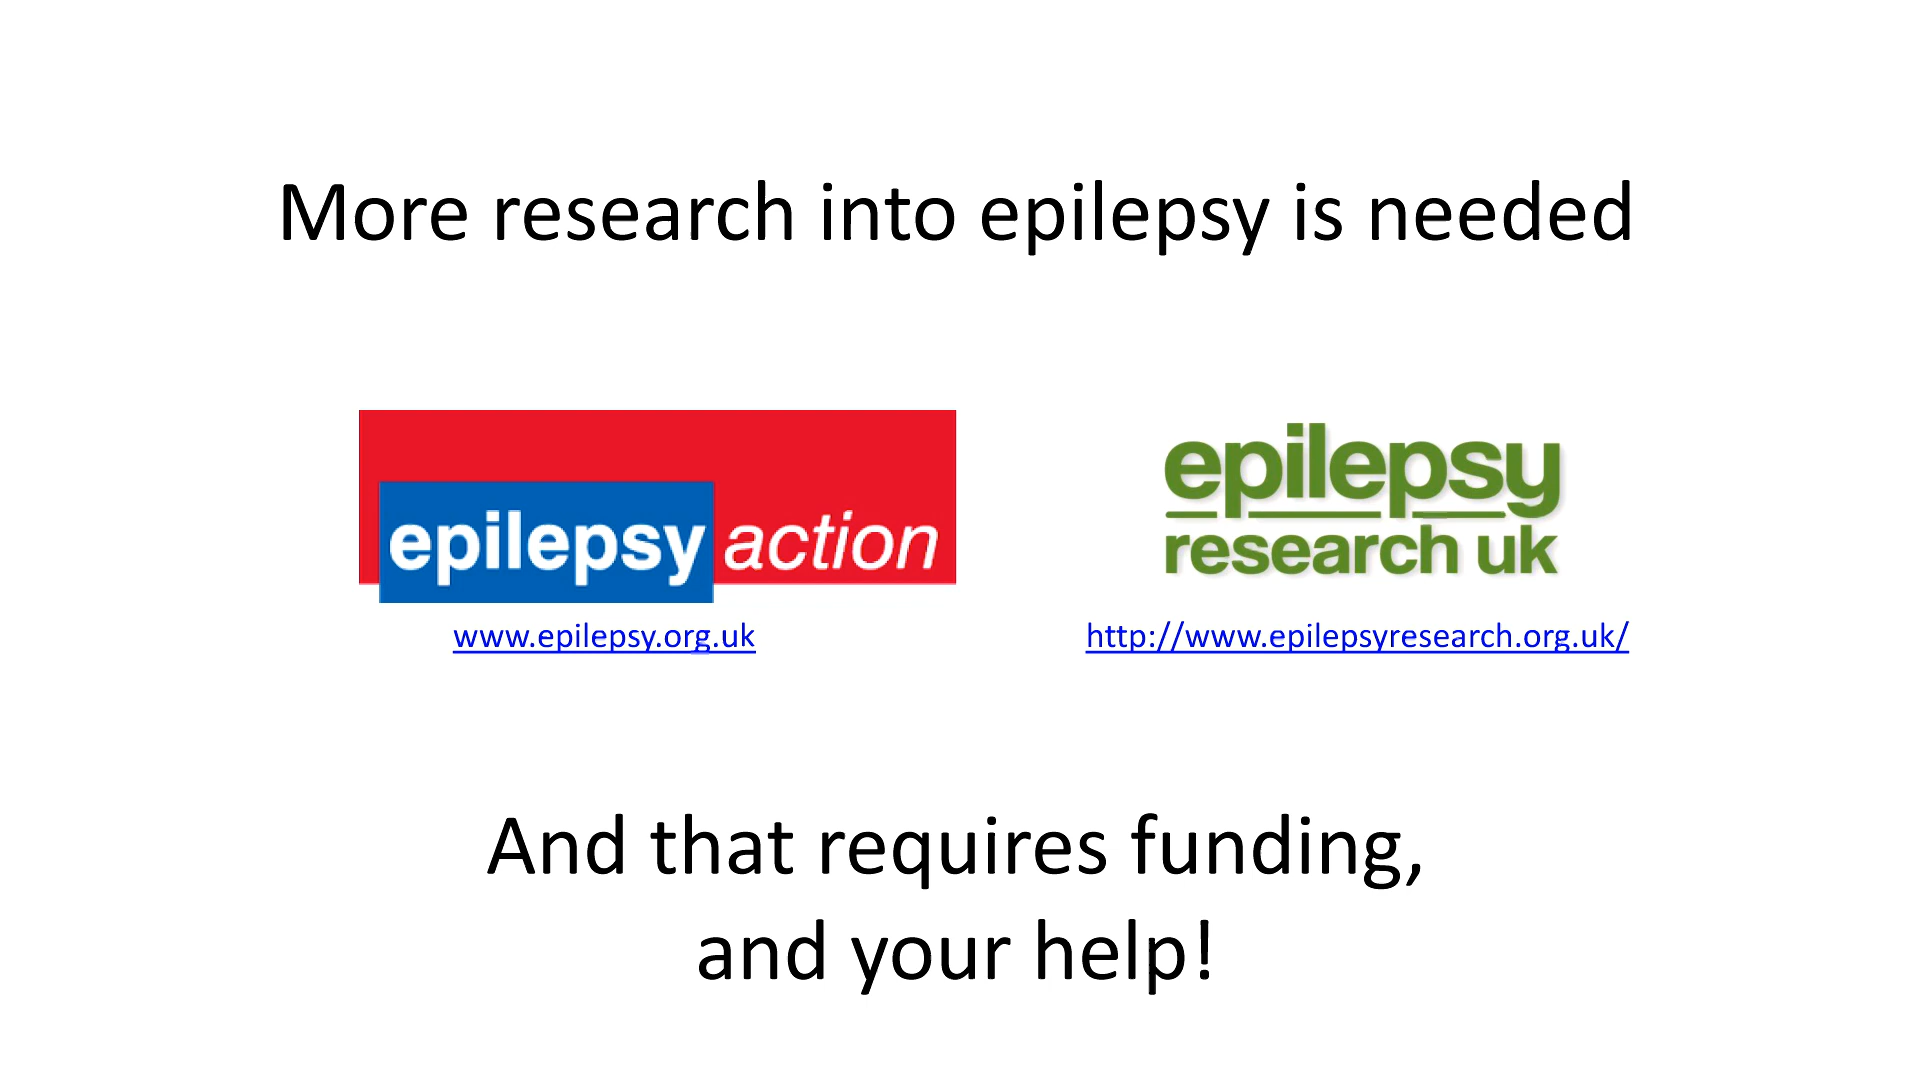 More research into epilepsy is needed
epilepsy action
www.epilepsy.org.uk
epilepsy
research uk
http://www.epilepsyresearch.org.uk/
And that requires funding,
and your help!